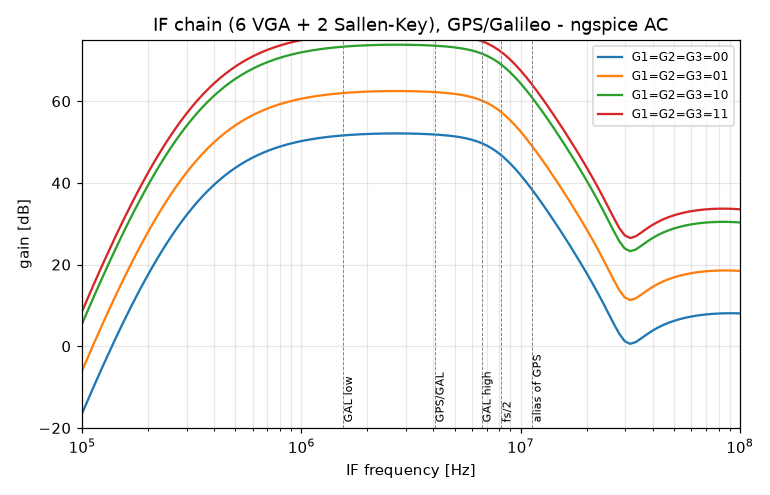 IF chain (6 VGA + 2 Sallen-Key), GPS/Galileo - ngspice AC
G1=G2=G3=00
G1=G2=G3=01
G1=G2=G3=10
G1=G2=G3=11
gain [dB]
60
40
20
0
−20
GAL low
GPS/GAL
GAL high
fs/2
alias of GPS
10^5
10^6
10^7
10^8
IF frequency [Hz]